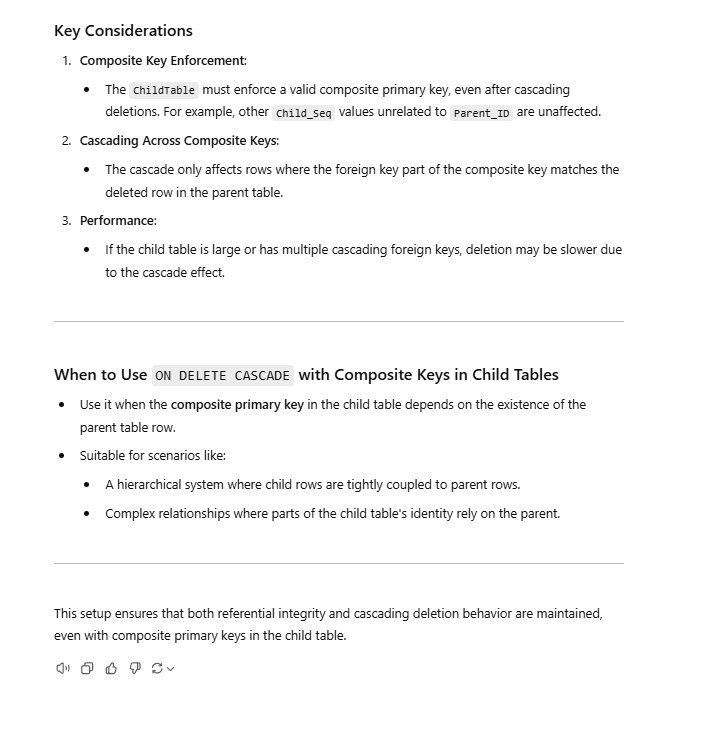 Key Considerations
1. Composite Key Enforcement:
• The ChildTable must enforce a valid composite primary key, even after cascading
deletions. For example, other Child_Seq values unrelated to Parent_ID are unaffected.
2. Cascading Across Composite Keys:
• The cascade only affects rows where the foreign key part of the composite key matches the
deleted row in the parent table.
3. Performance:
• If the child table is large or has multiple cascading foreign keys, deletion may be slower due
to the cascade effect.
When to Use ON DELETE CASCADE with Composite Keys in Child Tables
• Use it when the composite primary key in the child table depends on the existence of the
parent table row.
• Suitable for scenarios like:
• A hierarchical system where child rows are tightly coupled to parent rows.
• Complex relationships where parts of the child table's identity rely on the parent.
This setup ensures that both referential integrity and cascading deletion behavior are maintained,
even with composite primary keys in the child table.